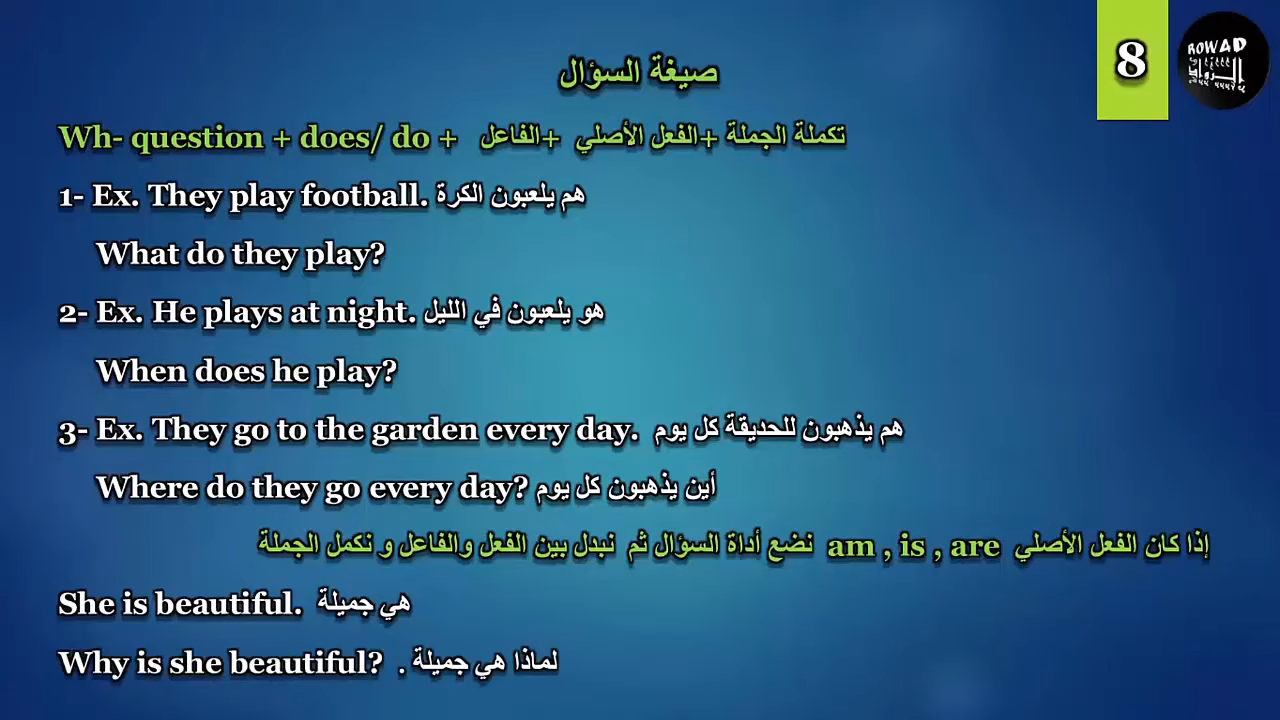 8
ROWAD
الرواد
صيغة السؤال
Wh- question + does/ do + الفاعل+ الفعل الأصلي+ تكملة الجملة
1- Ex. They play football. هم يلعبون الكرة
What do they play?
2- Ex. He plays at night. هو يلعبون في الليل
When does he play?
3- Ex. They go to the garden every day. هم يذهبون للحديقة كل يوم
Where do they go every day? أين يذهبون كل يوم
إذا كان الفعل الأصلي am , is , are نضع أداة السؤال ثم نبدل بين الفعل والفاعل و نكمل الجملة
She is beautiful. هي جميلة
Why is she beautiful? لماذا هي جميلة .